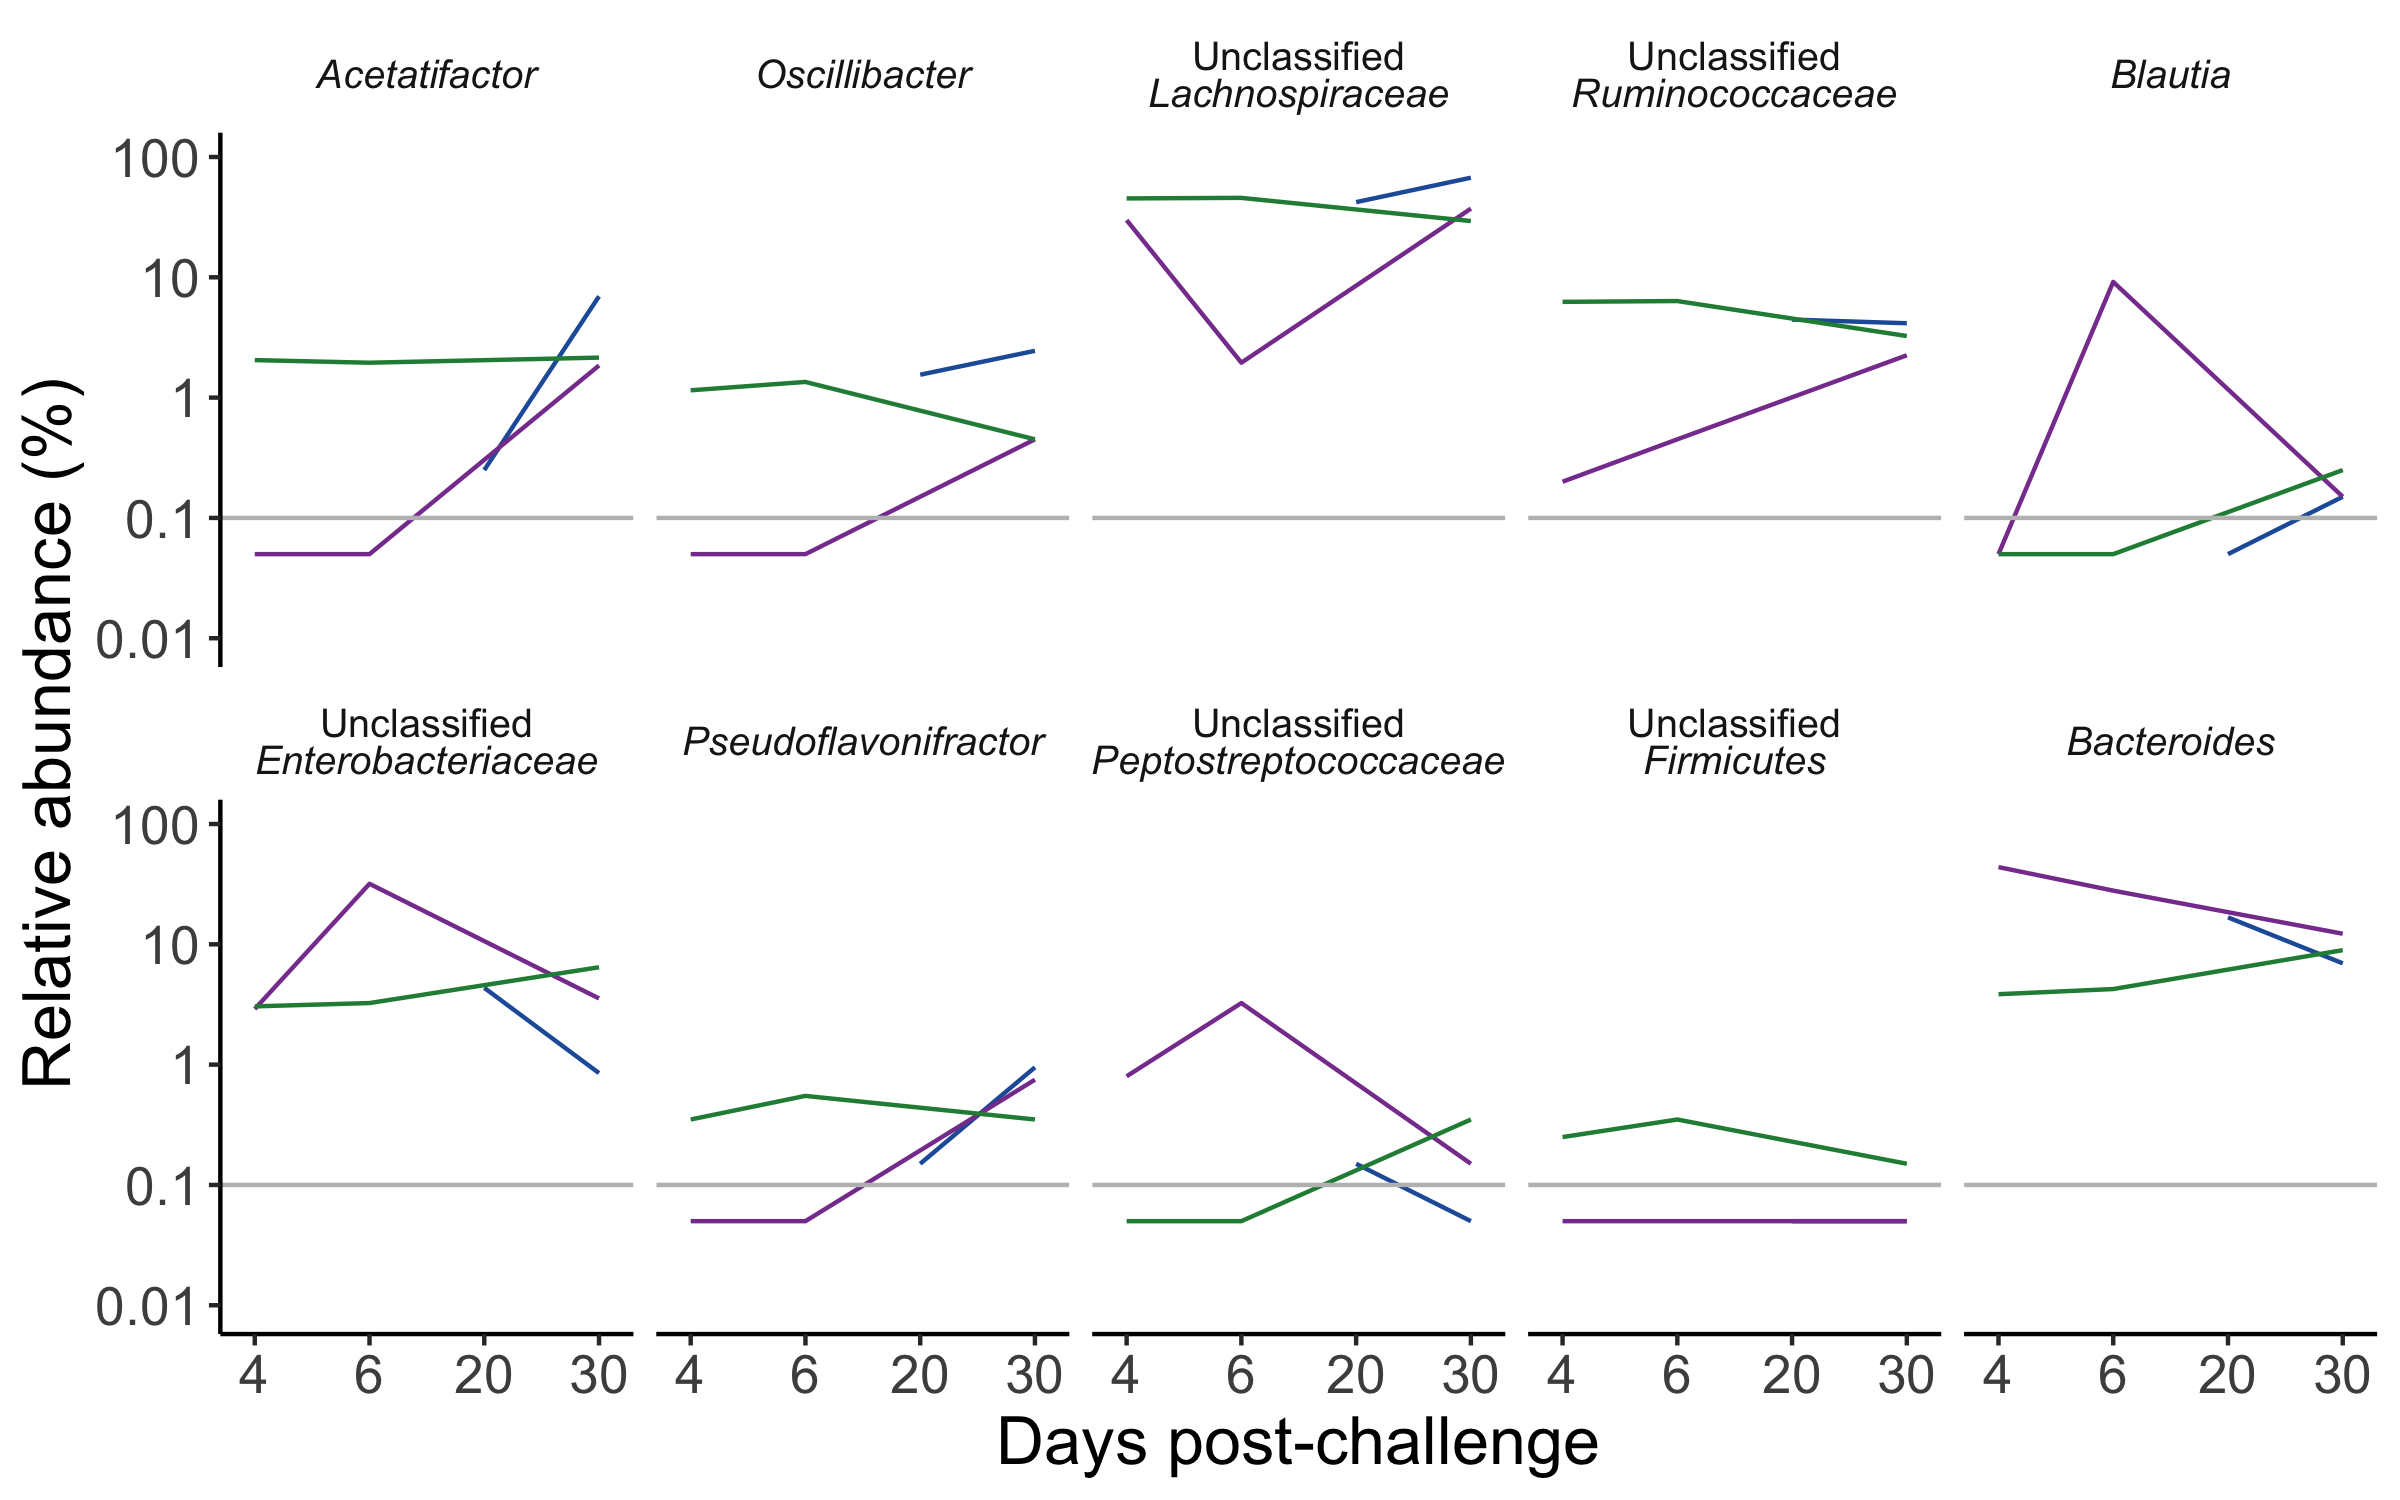 Acetatifactor
Oscillibacter
Unclassified
Lachnospiraceae
Unclassified
Ruminococcaceae
Blautia
100
10
1
0.1
0.01
Relative abundance (%)
Unclassified
Enterobacteriaceae
Pseudoflavonifractor
Unclassified
Peptostreptococcaceae
Unclassified
Firmicutes
Bacteroides
100
10
1
0.1
0.01
4 6 20 30 4 6 20 30 4 6 20 30 4 6 20 30 4 6 20 30
Days post-challenge